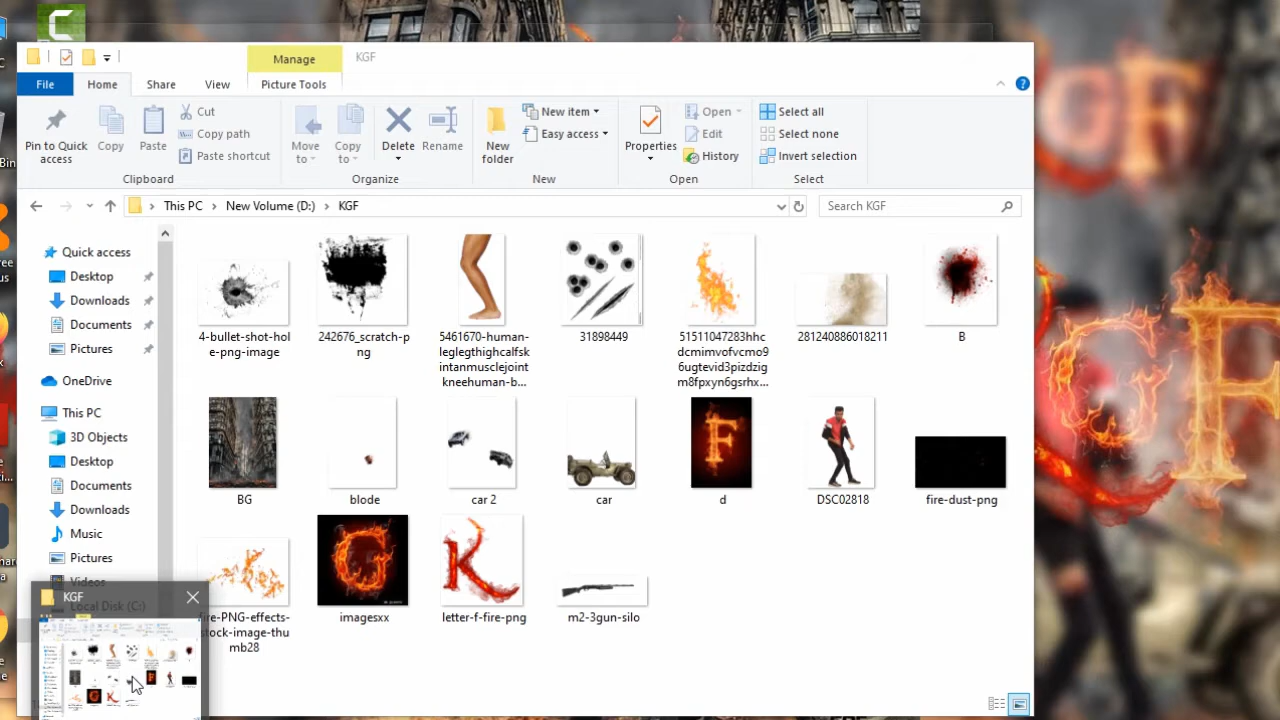 Manage
KGF
File
Home
Share
View
Picture Tools
Pin to Quick access
Copy
Paste
Cut
Copy path
Paste shortcut
Clipboard
Move to
Copy to
Delete
Rename
Organize
New folder
New item
Easy access
New
Properties
Open
Edit
History
Open
Select all
Select none
Invert selection
Select
This PC
New Volume (D:)
KGF
Search KGF
Quick access
Desktop
Downloads
Documents
Pictures
OneDrive
This PC
3D Objects
Desktop
Documents
Downloads
Music
Pictures
Videos
Local Disk (C:)
4-bullet-shot-hol
e-png-image
242676_scratch-p
ng
5461670-human-
leglegthighcalfsk
intanmusclejoint
kneehuman-b...
31898449
51511047283hhc
dcmimvofvcmo9
6ugtevid3pizdzig
m8fpxyn6gsrhx...
281240886018211
B
BG
blode
car 2
car
d
DSC02818
fire-dust-png
fire-PNG-effects-
stock-image-thu
mb28
imagesxx
letter-f-fire-png
m2-3gun-silo
KGF
Bin